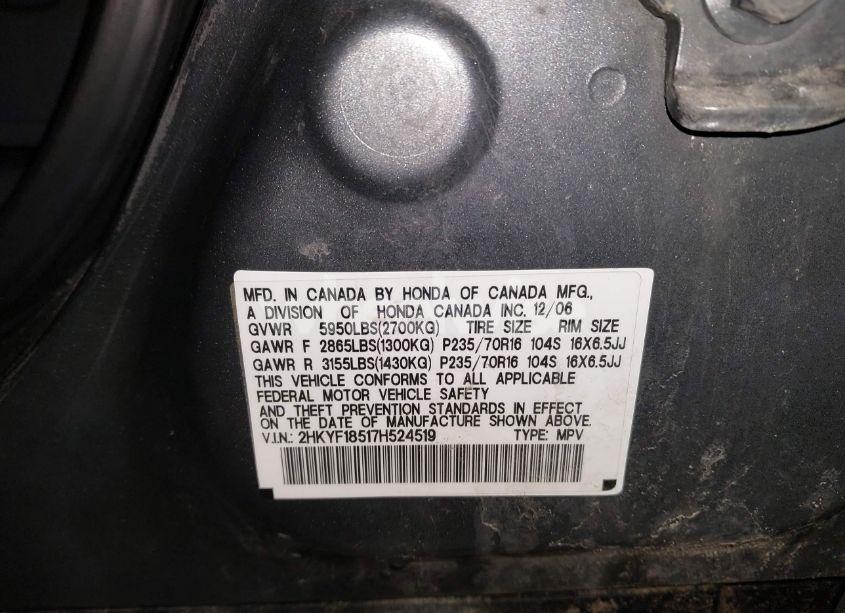 MFD. IN CANADA BY HONDA OF CANADA MFG.,
A DIVISION OF HONDA CANADA INC. 12/06
GVWR 5950LBS(2700KG) TIRE SIZE RIM SIZE
GAWR F 2865LBS(1300KG) P235/70R16 104S 16X6.5JJ
GAWR R 3155LBS(1430KG) P235/70R16 104S 16X6.5JJ
THIS VEHICLE CONFORMS TO ALL APPLICABLE
FEDERAL MOTOR VEHICLE SAFETY
AND THEFT PREVENTION STANDARDS IN EFFECT
ON THE DATE OF MANUFACTURE SHOWN ABOVE.
V.I.N.: 2HKYF18517H524519 TYPE: MPV